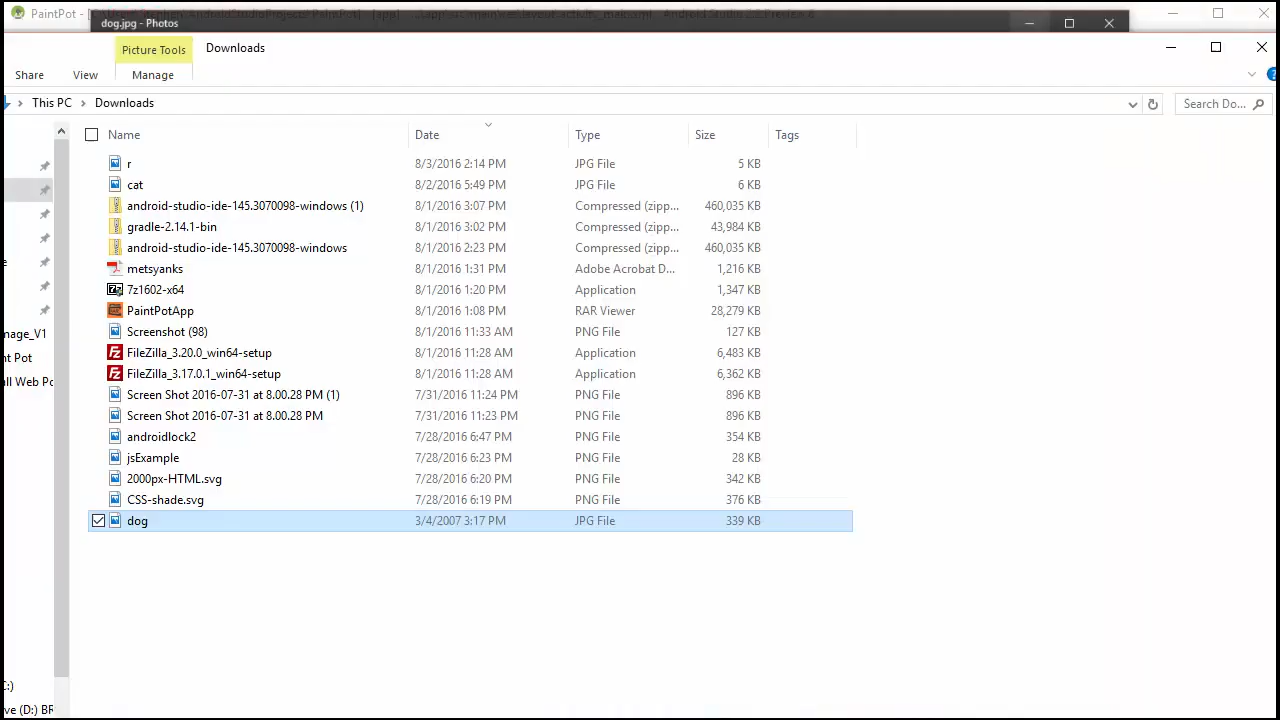 PaintPot - [
dog.jpg - Photos
Picture Tools
Downloads
Share
View
Manage
This PC
Downloads
Search Do...
Name
Date
Type
Size
Tags
r 8/3/2016 2:14 PM JPG File 5 KB
cat 8/2/2016 5:49 PM JPG File 6 KB
android-studio-ide-145.3070098-windows (1) 8/1/2016 3:07 PM Compressed (zipp... 460,035 KB
gradle-2.14.1-bin 8/1/2016 3:02 PM Compressed (zipp... 43,984 KB
android-studio-ide-145.3070098-windows 8/1/2016 2:23 PM Compressed (zipp... 460,035 KB
metsyanks 8/1/2016 1:31 PM Adobe Acrobat D... 1,216 KB
7z1602-x64 8/1/2016 1:20 PM Application 1,347 KB
PaintPotApp 8/1/2016 1:08 PM RAR Viewer 28,279 KB
Screenshot (98) 8/1/2016 11:33 AM PNG File 127 KB
FileZilla_3.20.0_win64-setup 8/1/2016 11:28 AM Application 6,483 KB
mage_V1
FileZilla_3.17.0.1_win64-setup 8/1/2016 11:28 AM Application 6,362 KB
nt Pot
all Web Po
Screen Shot 2016-07-31 at 8.00.28 PM (1) 7/31/2016 11:24 PM PNG File 896 KB
Screen Shot 2016-07-31 at 8.00.28 PM 7/31/2016 11:23 PM PNG File 896 KB
androidlock2 7/28/2016 6:47 PM PNG File 354 KB
jsExample 7/28/2016 6:23 PM PNG File 28 KB
2000px-HTML.svg 7/28/2016 6:20 PM PNG File 342 KB
CSS-shade.svg 7/28/2016 6:19 PM PNG File 376 KB
dog 3/4/2007 3:17 PM JPG File 339 KB
C:)
ve (D:) BR